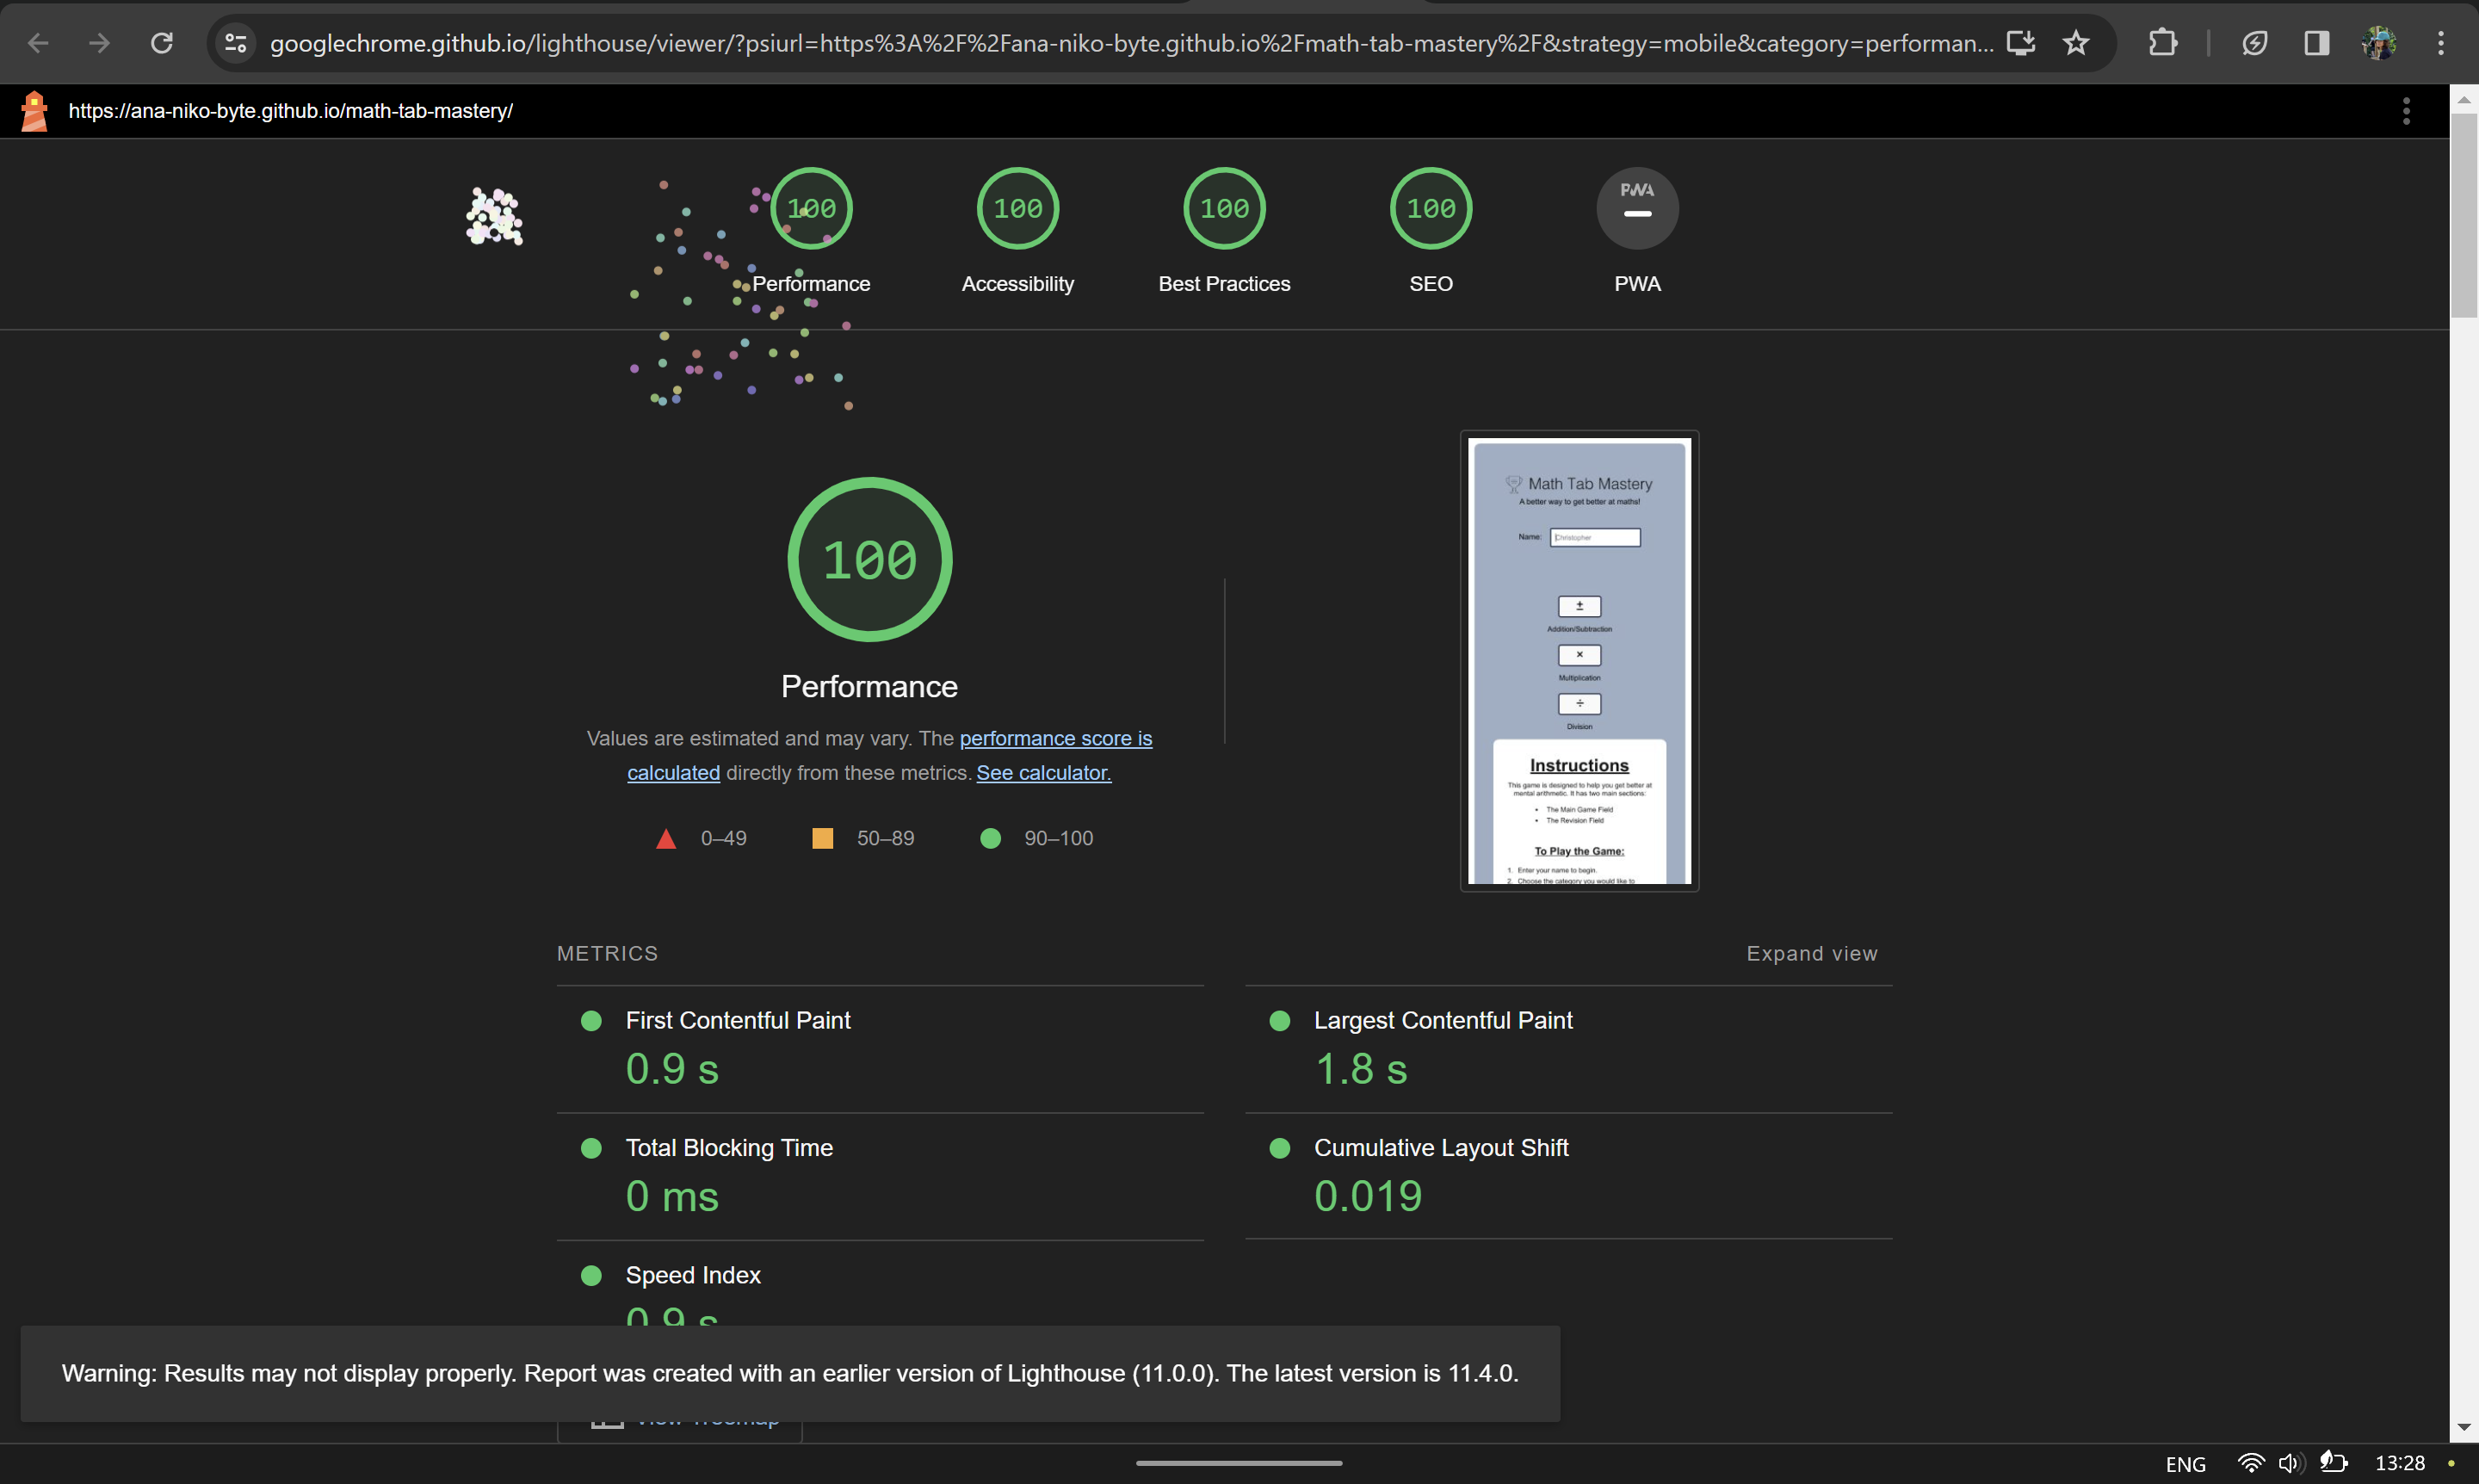 googlechrome.github.io/lighthouse/viewer/?psiurl=https%3A%2F%2Fana-niko-byte.github.io%2Fmath-tab-mastery%2F&strategy=mobile&category=performan...
https://ana-niko-byte.github.io/math-tab-mastery/
100 100 100 100 PWA
Performance Accessibility Best Practices SEO PWA
100
Performance
Values are estimated and may vary. The performance score is
calculated directly from these metrics. See calculator.
0–49 50–89 90–100
Math Tab Mastery
A better way to get better at maths!
Name: Christopher
±
Addition/Subtraction
×
Multiplication
÷
Division
Instructions
This game is designed to help you get better at
mental arithmetic. It has two main sections:
• The Main Game Field
• The Revision Field
To Play the Game:
1. Enter your name to begin.
2. Choose the category you would like to
METRICS
Expand view
First Contentful Paint
0.9 s
Largest Contentful Paint
1.8 s
Total Blocking Time
0 ms
Cumulative Layout Shift
0.019
Speed Index
0.9 s
Warning: Results may not display properly. Report was created with an earlier version of Lighthouse (11.0.0). The latest version is 11.4.0.
View Treemap
ENG 13:28